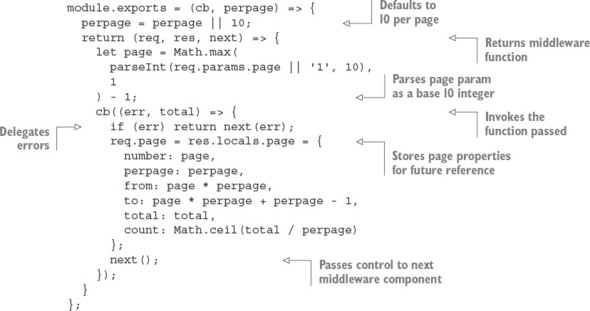 module.exports = (cb, perpage) => {
Defaults to
10 per page
perpage = perpage || 10;
return (req, res, next) => {
Returns middleware
function
let page = Math.max(
parseInt(req.params.page || '1', 10),
1
) - 1;
Parses page param
as a base 10 integer
cb((err, total) => {
Invokes the
function passed
Delegates
errors
if (err) return next(err);
req.page = res.locals.page = {
Stores page properties
for future reference
number: page,
perpage: perpage,
from: page * perpage,
to: page * perpage + perpage - 1,
total: total,
count: Math.ceil(total / perpage)
};
next();
Passes control to next
middleware component
});
}
};